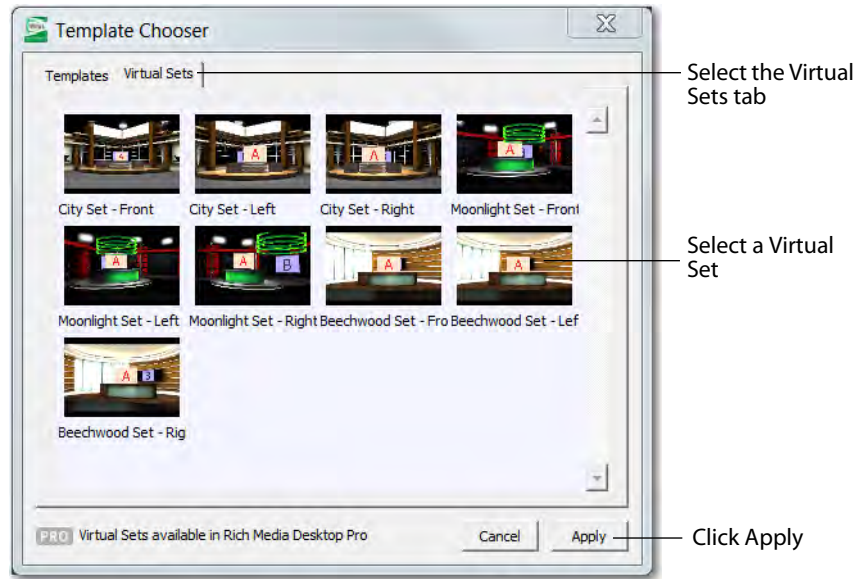 Template Chooser
Templates Virtual Sets
Select the Virtual
Sets tab
A
A
A
A
City Set - Front City Set - Left City Set - Right Moonlight Set - Front
A
A B
A
A
Select a Virtual
Set
Moonlight Set - Left Moonlight Set - Right Beechwood Set - Fro Beechwood Set - Lef
A B
Beechwood Set - Rig
PRO Virtual Sets available in Rich Media Desktop Pro
Cancel Apply
Click Apply